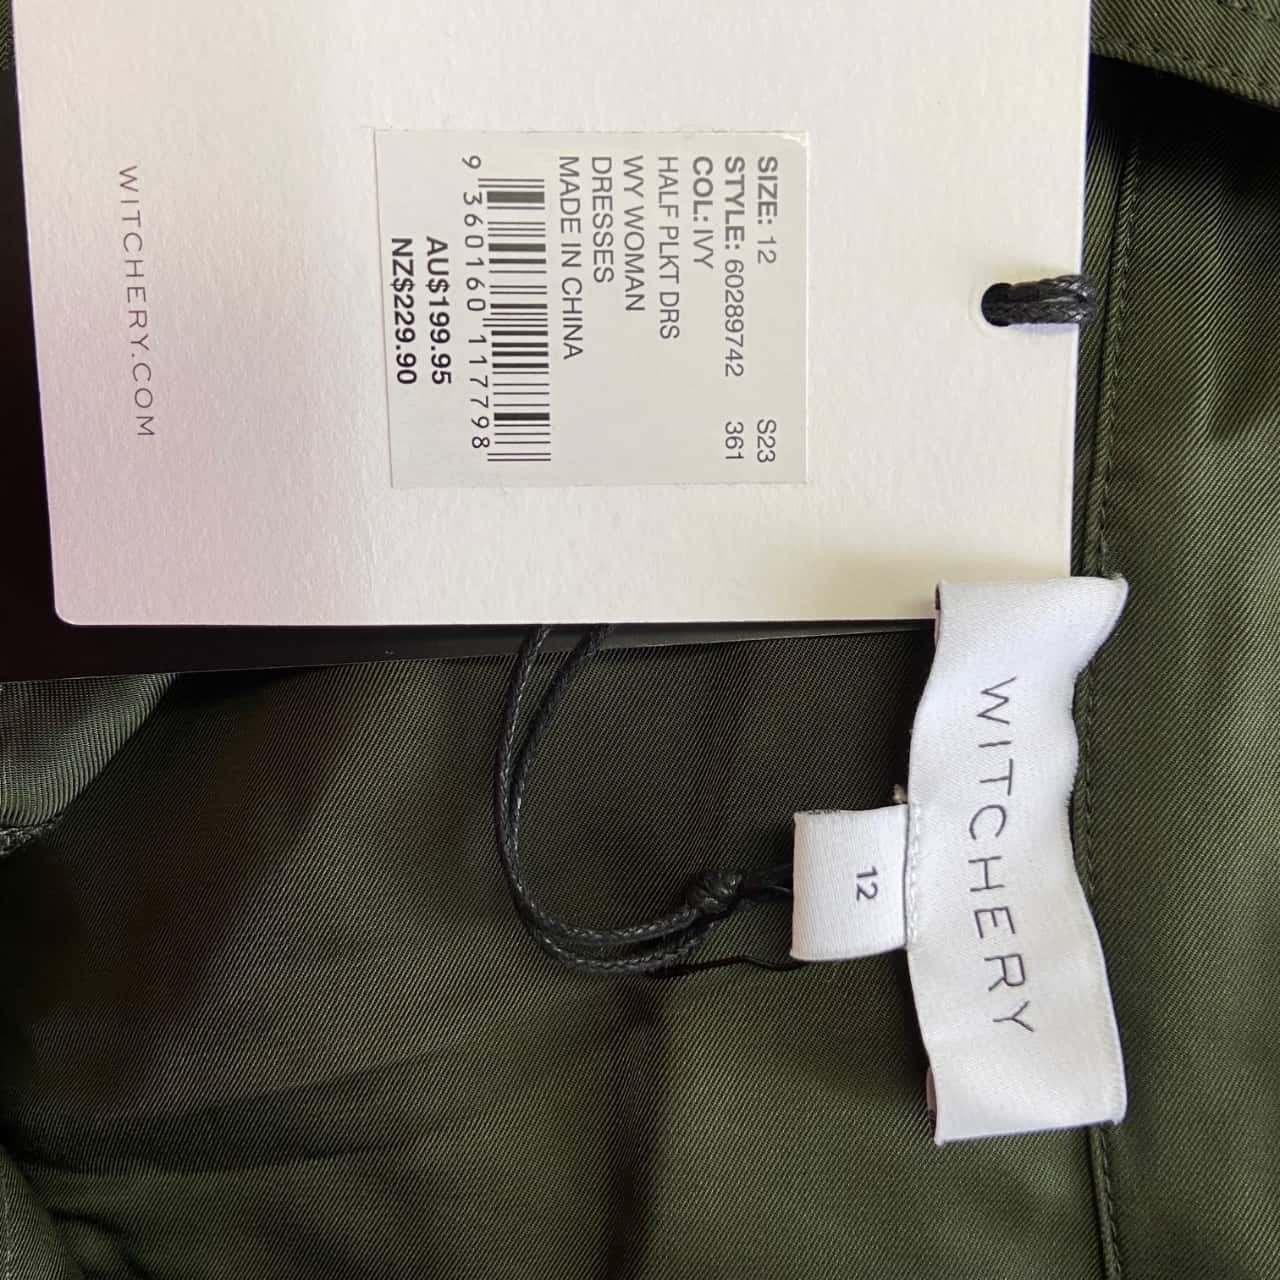 SIZE: 12 S23
STYLE: 60289742 361
COL: IVY
HALF PLKT DRS
WY WOMAN
DRESSES
MADE IN CHINA
9 360160 117798
AU$199.95
NZ$229.90
WITCHERY.COM
WITCHERY
12